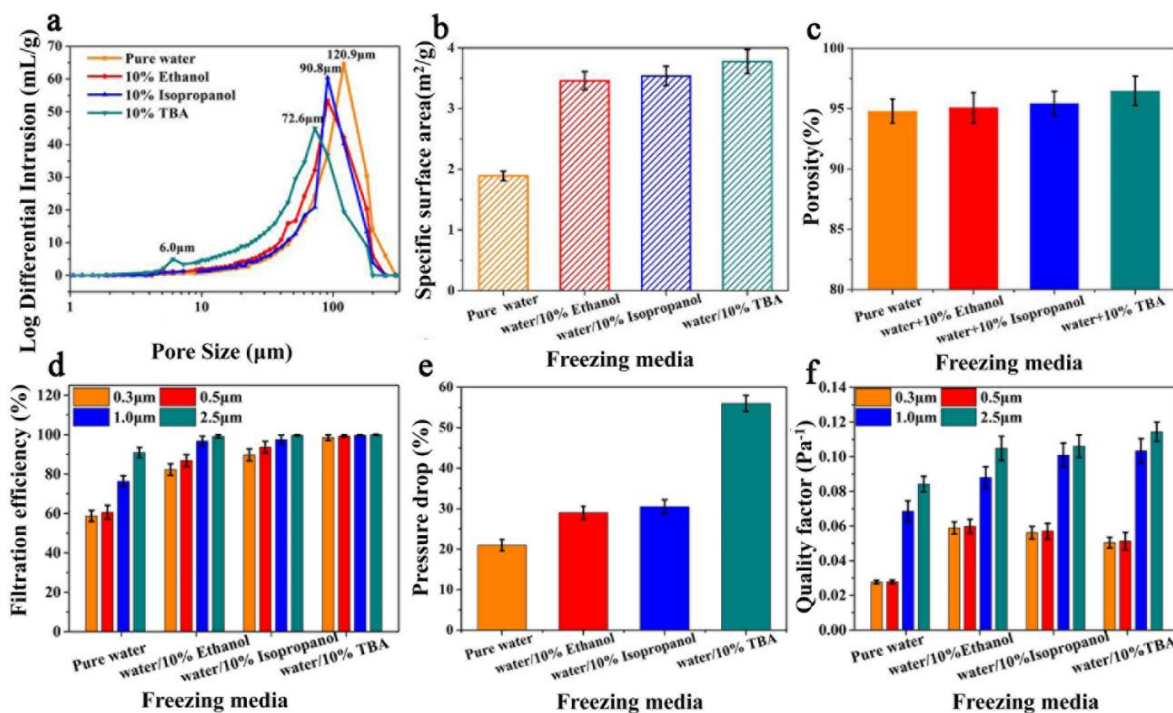 a
Log Differential Intrusion (mL/g)
70
60
50
40
30
20
10
0
Pure water
10% Ethanol
10% Isopropanol
10% TBA
120.9μm
90.8μm
72.6μm
6.0μm
1
10
100
Pore Size (μm)
b
Specific surface area(m²/g)
4
3
2
1
0
Pure water
water/10% Ethanol
water/10% Isopropanol
water/10% TBA
Freezing media
c
Porosity(%)
100
95
90
85
80
Pure water
water+10% Ethanol
water+10% Isopropanol
water+10% TBA
Freezing media
d
Filtration efficiency (%)
120
100
80
60
40
20
0
0.3μm
0.5μm
1.0μm
2.5μm
Pure water
water/10% Ethanol
water/10% Isopropanol
water/10% TBA
Freezing media
e
Pressure drop (%)
60
50
40
30
20
10
0
Pure water
water/10% Ethanol
water/10% Isopropanol
water/10% TBA
Freezing media
f
Quality factor (Pa⁻¹)
0.14
0.12
0.10
0.08
0.06
0.04
0.02
0.00
0.3μm
0.5μm
1.0μm
2.5μm
Pure water
water/10%Ethanol
water/10%Isopropanol
water/10%TBA
Freezing media